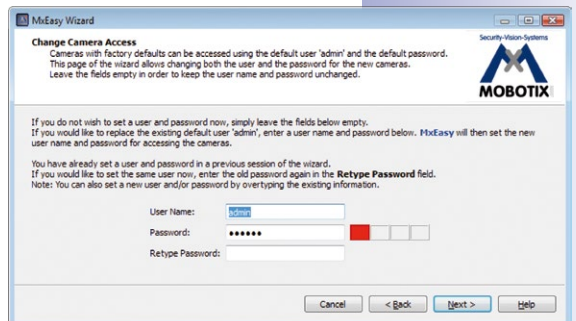 MxEasy Wizard
Change Camera Access
Cameras with factory defaults can be accessed using the default user 'admin' and the default password.
This page of the wizard allows changing both the user and the password for the new cameras.
Leave the fields empty in order to keep the user name and password unchanged.
Security-Vision-Systems
MOBOTIX
If you do not wish to set a user and password now, simply leave the fields below empty.
If you would like to replace the existing default user 'admin', enter a user name and password below. MxEasy will then set the new
user name and password for accessing the cameras.
You have already set a user and password in a previous session of the wizard.
If you would like to set the same user now, enter the old password again in the Retype Password field.
Note: You can also set a new user and/or password by overtyping the existing information.
User Name: admin
Password: ••••••
Retype Password:
Cancel < Back Next > Help